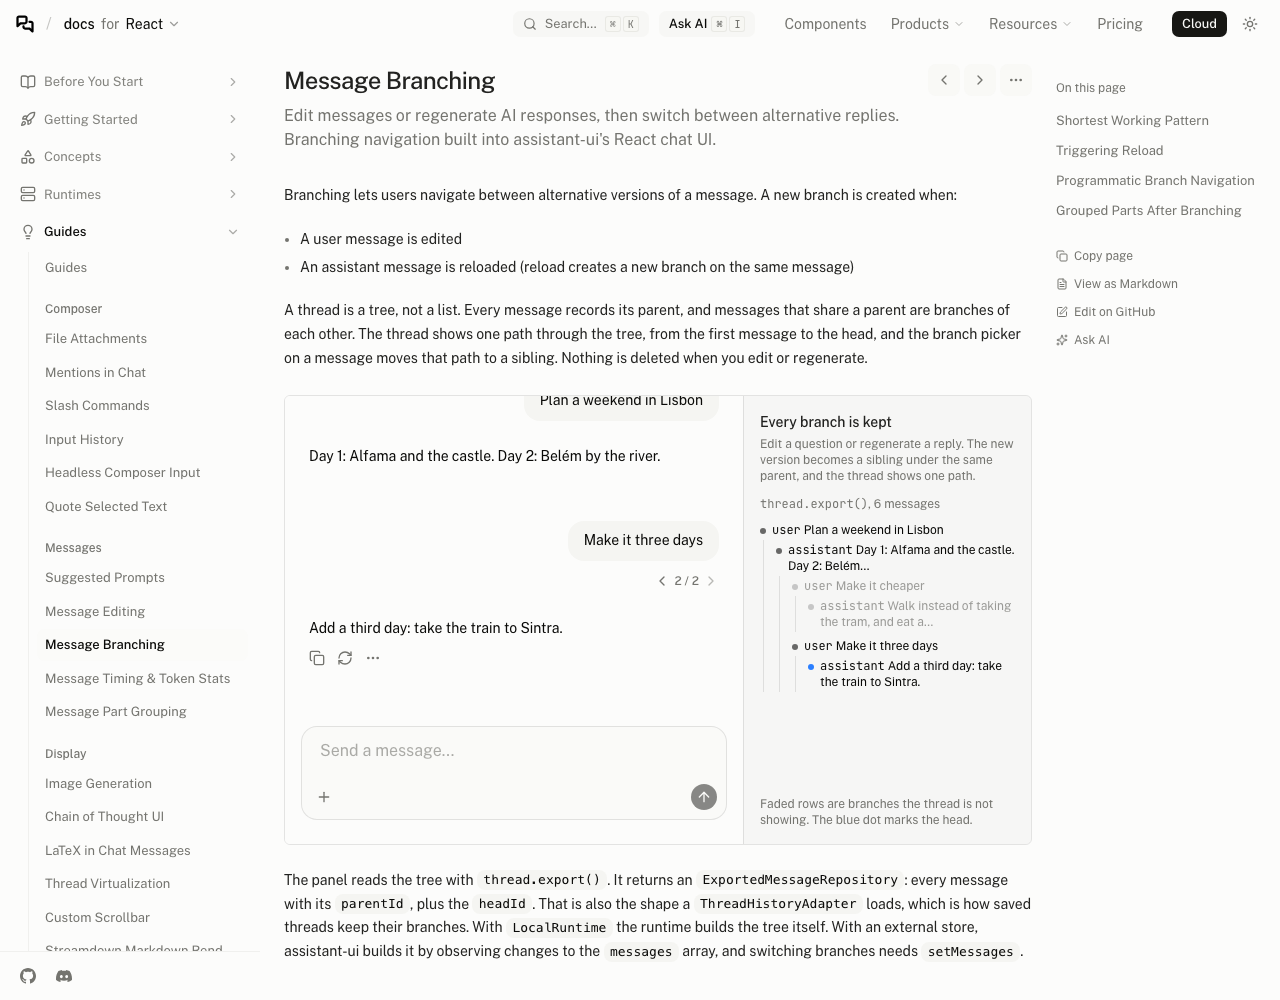 / docs for React
Search... ⌘ K
Ask AI ⌘ I
Components
Products
Resources
Pricing
Cloud
Before You Start
Getting Started
Concepts
Runtimes
Guides
Guides
Composer
File Attachments
Mentions in Chat
Slash Commands
Input History
Headless Composer Input
Quote Selected Text
Messages
Suggested Prompts
Message Editing
Message Branching
Message Timing & Token Stats
Message Part Grouping
Display
Image Generation
Chain of Thought UI
LaTeX in Chat Messages
Thread Virtualization
Custom Scrollbar
Streamdown Markdown Rend
Message Branching
Edit messages or regenerate AI responses, then switch between alternative replies.
Branching navigation built into assistant-ui's React chat UI.
Branching lets users navigate between alternative versions of a message. A new branch is created when:
• A user message is edited
• An assistant message is reloaded (reload creates a new branch on the same message)
A thread is a tree, not a list. Every message records its parent, and messages that share a parent are branches of
each other. The thread shows one path through the tree, from the first message to the head, and the branch picker
on a message moves that path to a sibling. Nothing is deleted when you edit or regenerate.
Plan a weekend in Lisbon
Day 1: Alfama and the castle. Day 2: Belém by the river.
Make it three days
2 / 2
Add a third day: take the train to Sintra.
Send a message...
Every branch is kept
Edit a question or regenerate a reply. The new
version becomes a sibling under the same
parent, and the thread shows one path.
thread.export(), 6 messages
user Plan a weekend in Lisbon
assistant Day 1: Alfama and the castle.
Day 2: Belém…
user Make it cheaper
assistant Walk instead of taking
the tram, and eat a…
user Make it three days
assistant Add a third day: take
the train to Sintra.
Faded rows are branches the thread is not
showing. The blue dot marks the head.
The panel reads the tree with thread.export(). It returns an ExportedMessageRepository: every message
with its parentId, plus the headId. That is also the shape a ThreadHistoryAdapter loads, which is how saved
threads keep their branches. With LocalRuntime the runtime builds the tree itself. With an external store,
assistant-ui builds it by observing changes to the messages array, and switching branches needs setMessages.
On this page
Shortest Working Pattern
Triggering Reload
Programmatic Branch Navigation
Grouped Parts After Branching
Copy page
View as Markdown
Edit on GitHub
Ask AI